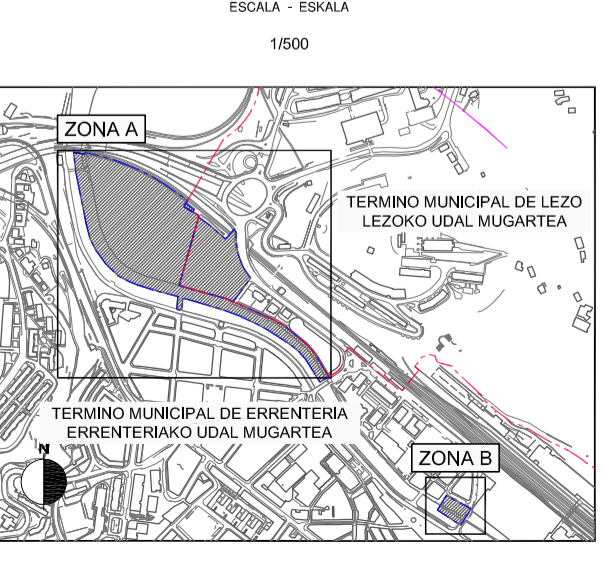 ESCALA - ESKALA
1/500
ZONA A
TERMINO MUNICIPAL DE LEZO
LEZOKO UDAL MUGARTEA
TERMINO MUNICIPAL DE ERRENTERIA
ERRENTERIAKO UDAL MUGARTEA
N
ZONA B